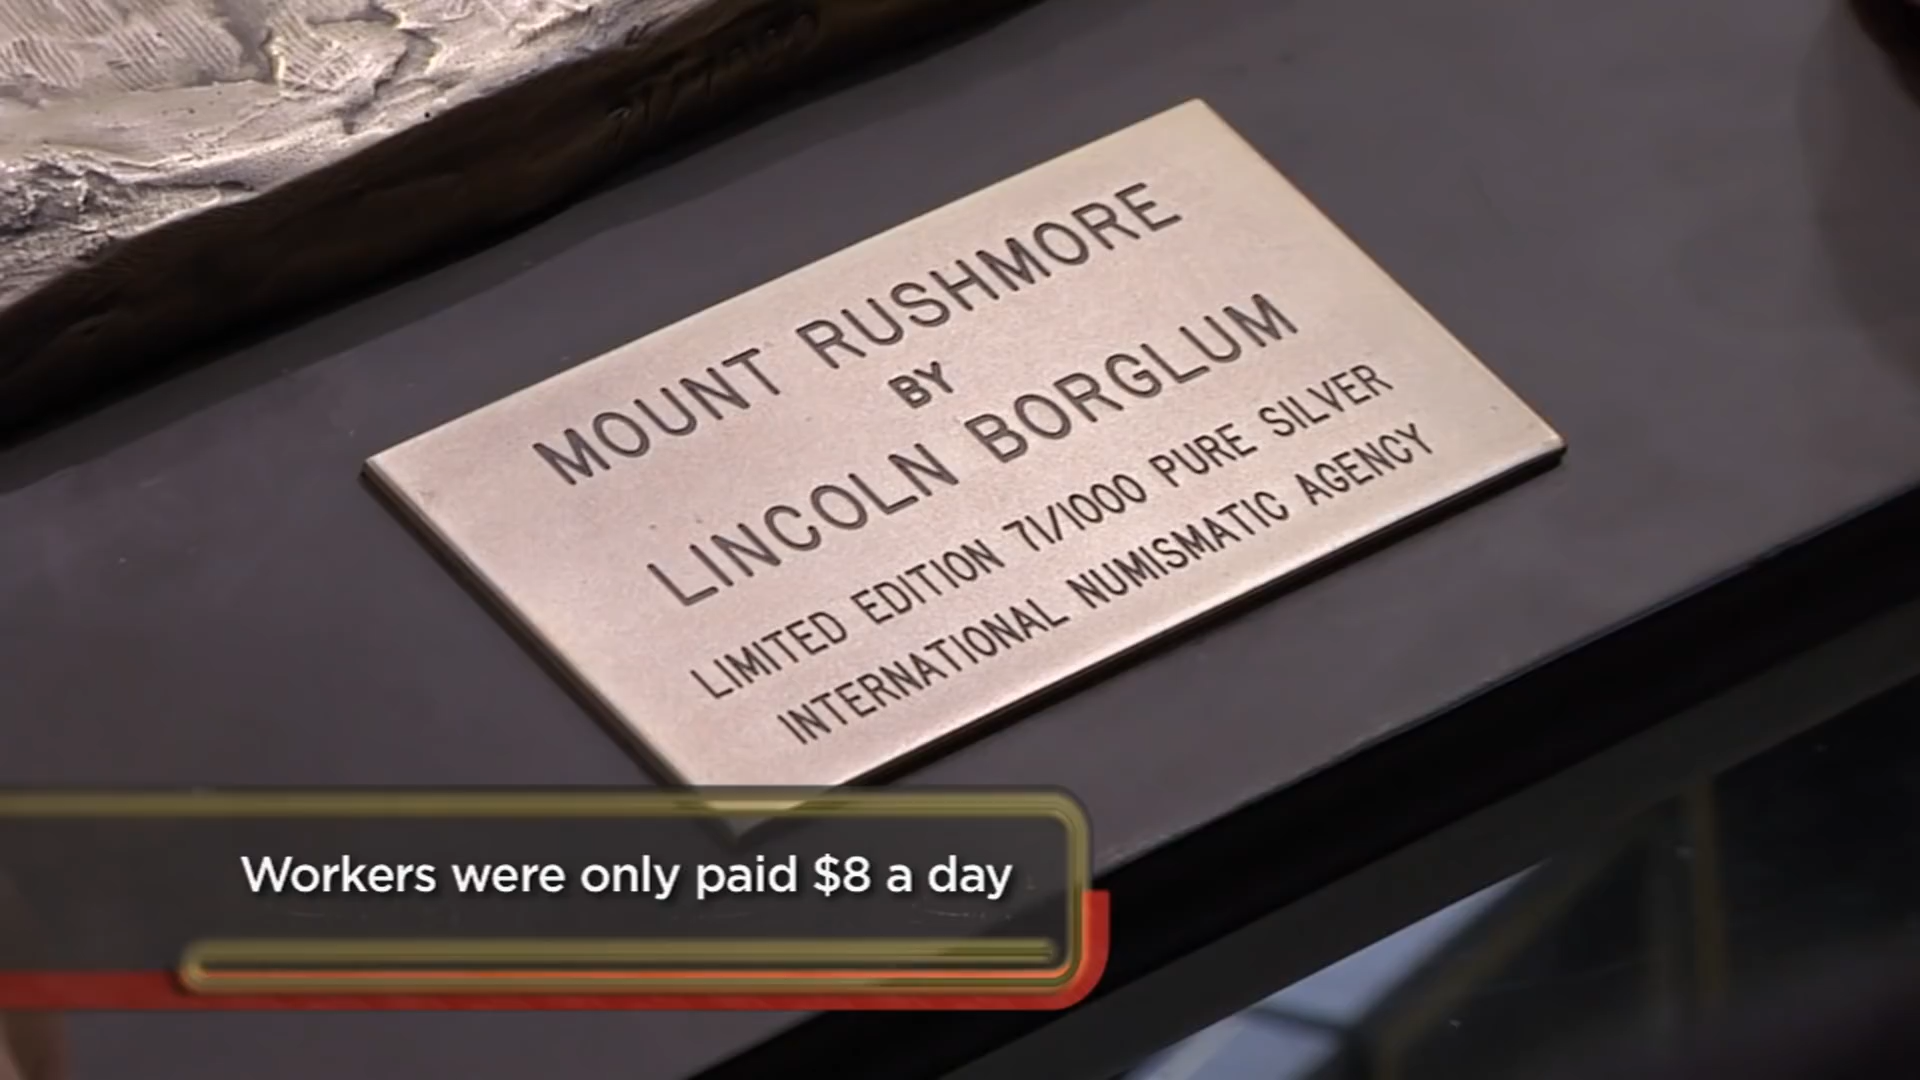 MOUNT RUSHMORE
BY
LINCOLN BORGLUM
LIMITED EDITION 71/1000 PURE SILVER
INTERNATIONAL NUMISMATIC AGENCY
Workers were only paid $8 a day